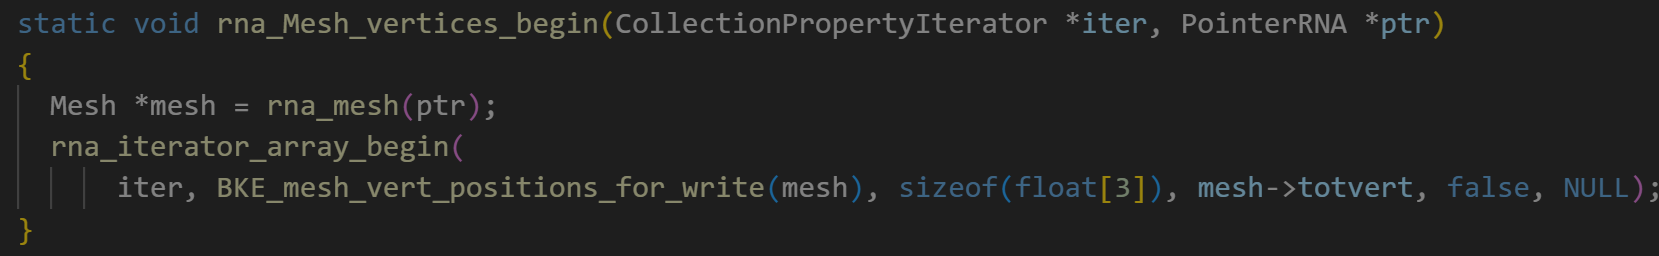 static void rna_Mesh_vertices_begin(CollectionPropertyIterator *iter, PointerRNA *ptr)
{
Mesh *mesh = rna_mesh(ptr);
rna_iterator_array_begin(
iter, BKE_mesh_vert_positions_for_write(mesh), sizeof(float[3]), mesh->totvert, false, NULL);
}